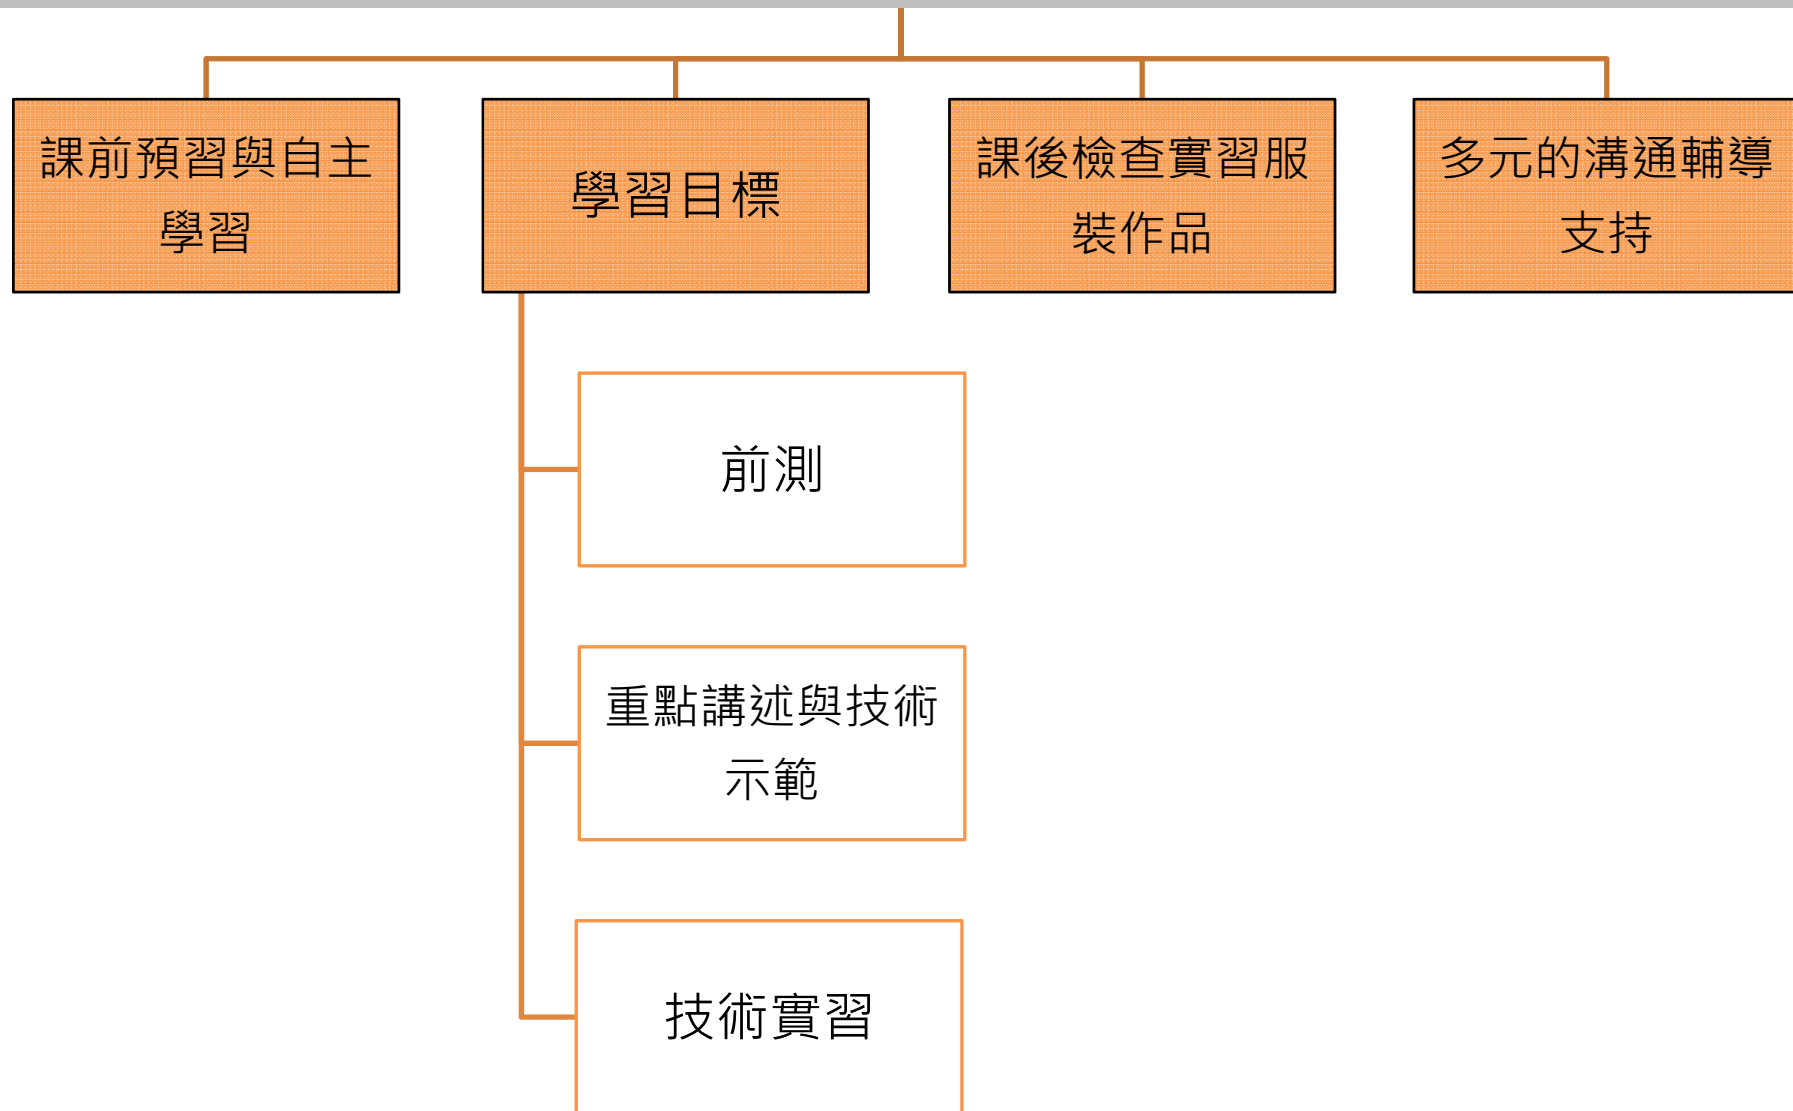 課前預習與自主
學習
學習目標
課後檢查實習服
裝作品
多元的溝通輔導
支持
前測
重點講述與技術
示範
技術實習